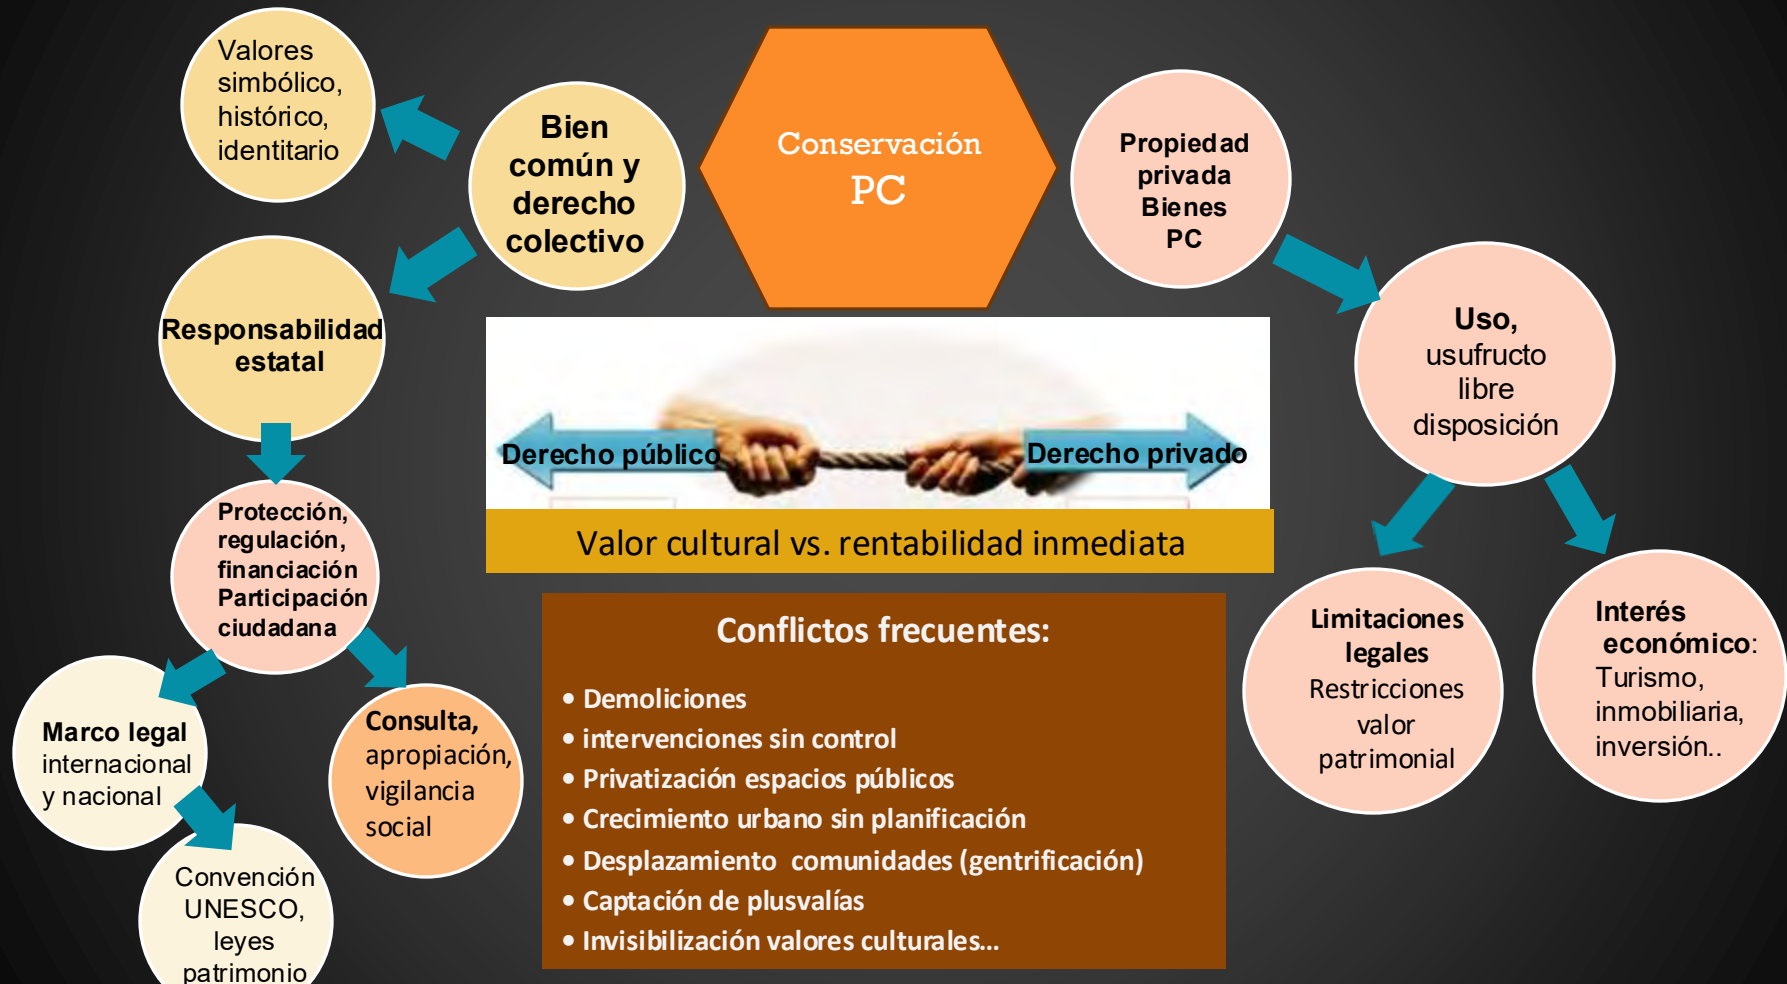 Valores
simbólico,
histórico,
identitario
Bien
común y
derecho
colectivo
Conservación
PC
Propiedad
privada
Bienes
PC
Responsabilidad
estatal
Uso,
usufructo
libre
disposición
Derecho público
Derecho privado
Valor cultural vs. rentabilidad inmediata
Protección,
regulación,
financiación
Participación
ciudadana
Marco legal
internacional
y nacional
Consulta,
apropiación,
vigilancia
social
Convención
UNESCO,
leyes
patrimonio
Conflictos frecuentes:
• Demoliciones
• intervenciones sin control
• Privatización espacios públicos
• Crecimiento urbano sin planificación
• Desplazamiento comunidades (gentrificación)
• Captación de plusvalías
• Invisibilización valores culturales...
Limitaciones
legales
Restricciones
valor
patrimonial
Interés
económico:
Turismo,
inmobiliaria,
inversión..